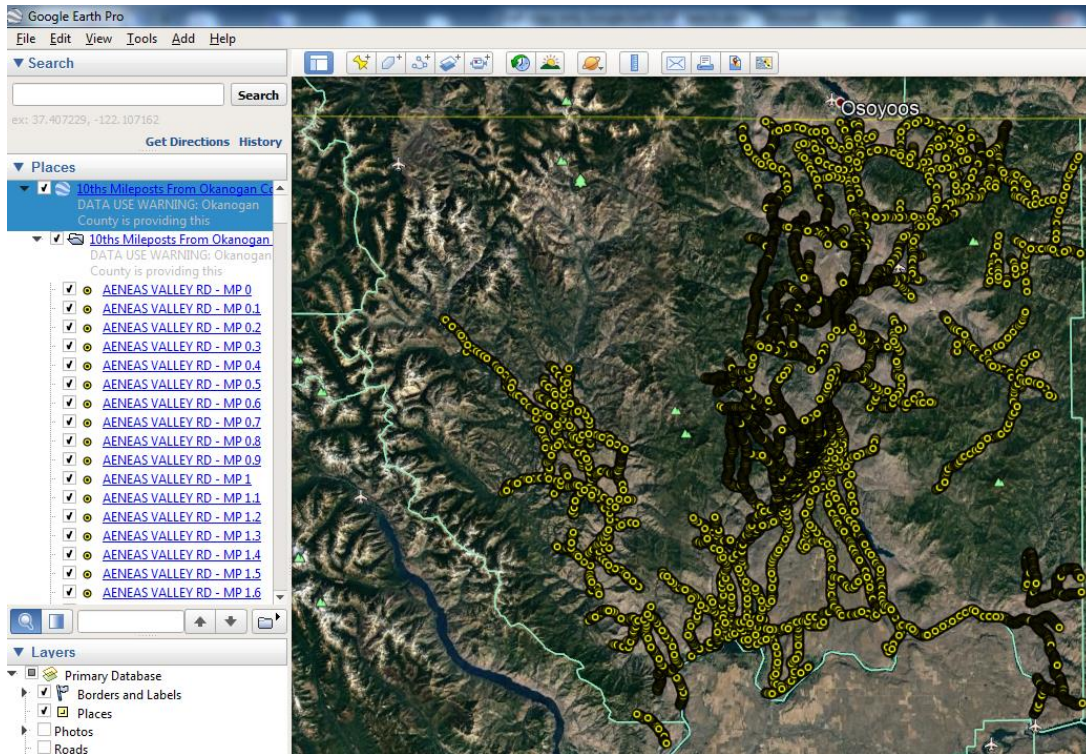 Google Earth Pro
File Edit View Tools Add Help
Search
Search
ex: 37.407229, -122.107162
Get Directions History
Places
10ths Mileposts From Okanogan Co
DATA USE WARNING: Okanogan
County is providing this
10ths Mileposts From Okanogan
DATA USE WARNING: Okanogan
County is providing this
AENEAS VALLEY RD - MP 0
AENEAS VALLEY RD - MP 0.1
AENEAS VALLEY RD - MP 0.2
AENEAS VALLEY RD - MP 0.3
AENEAS VALLEY RD - MP 0.4
AENEAS VALLEY RD - MP 0.5
AENEAS VALLEY RD - MP 0.6
AENEAS VALLEY RD - MP 0.7
AENEAS VALLEY RD - MP 0.8
AENEAS VALLEY RD - MP 0.9
AENEAS VALLEY RD - MP 1
AENEAS VALLEY RD - MP 1.1
AENEAS VALLEY RD - MP 1.2
AENEAS VALLEY RD - MP 1.3
AENEAS VALLEY RD - MP 1.4
AENEAS VALLEY RD - MP 1.5
AENEAS VALLEY RD - MP 1.6
Layers
Primary Database
Borders and Labels
Places
Photos
Roads
Osoyoos